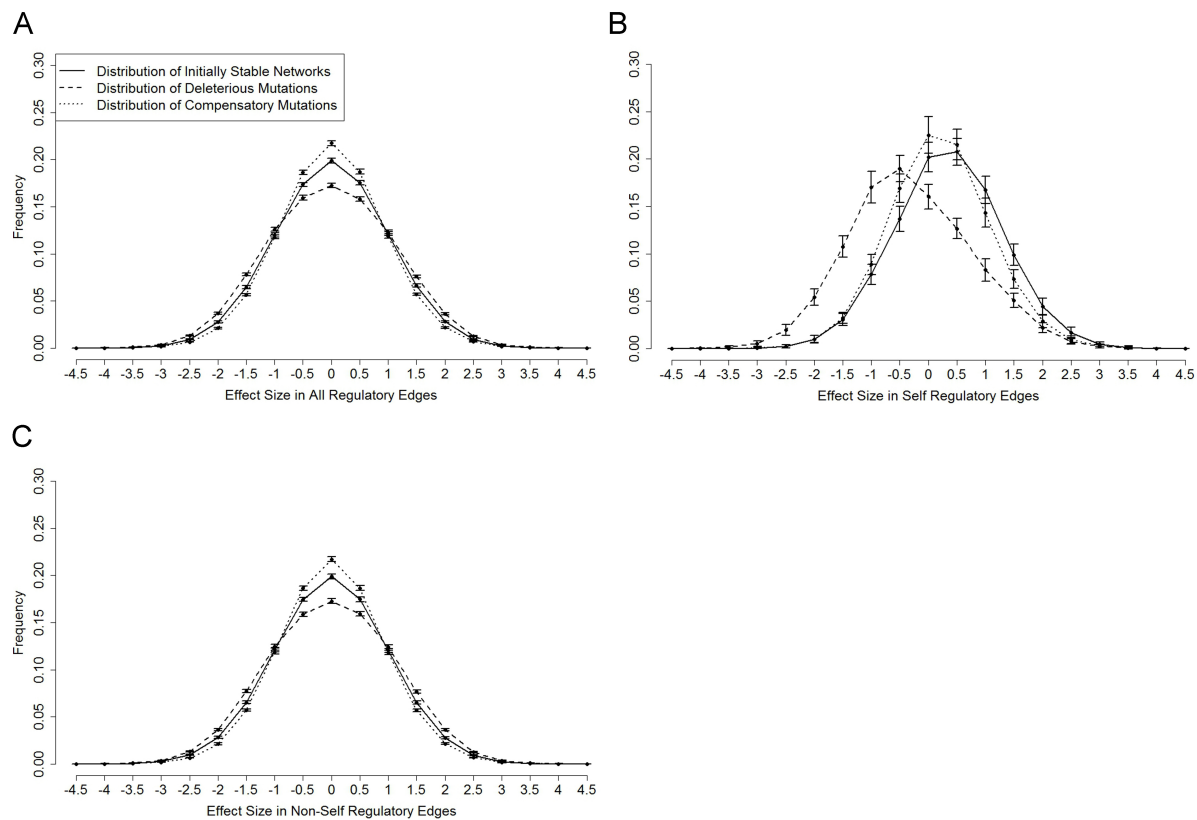 A
Frequency
0.30
0.25
0.20
0.15
0.10
0.05
0.00
Distribution of Initially Stable Networks
Distribution of Deleterious Mutations
Distribution of Compensatory Mutations
-4.5 -4 -3.5 -3 -2.5 -2 -1.5 -1 -0.5 0 0.5 1 1.5 2 2.5 3 3.5 4 4.5
Effect Size in All Regulatory Edges
B
0.30
0.25
0.20
0.15
0.10
0.05
0.00
-4.5 -4 -3.5 -3 -2.5 -2 -1.5 -1 -0.5 0 0.5 1 1.5 2 2.5 3 3.5 4 4.5
Effect Size in Self Regulatory Edges
C
Frequency
0.30
0.25
0.20
0.15
0.10
0.05
0.00
-4.5 -4 -3.5 -3 -2.5 -2 -1.5 -1 -0.5 0 0.5 1 1.5 2 2.5 3 3.5 4 4.5
Effect Size in Non-Self Regulatory Edges